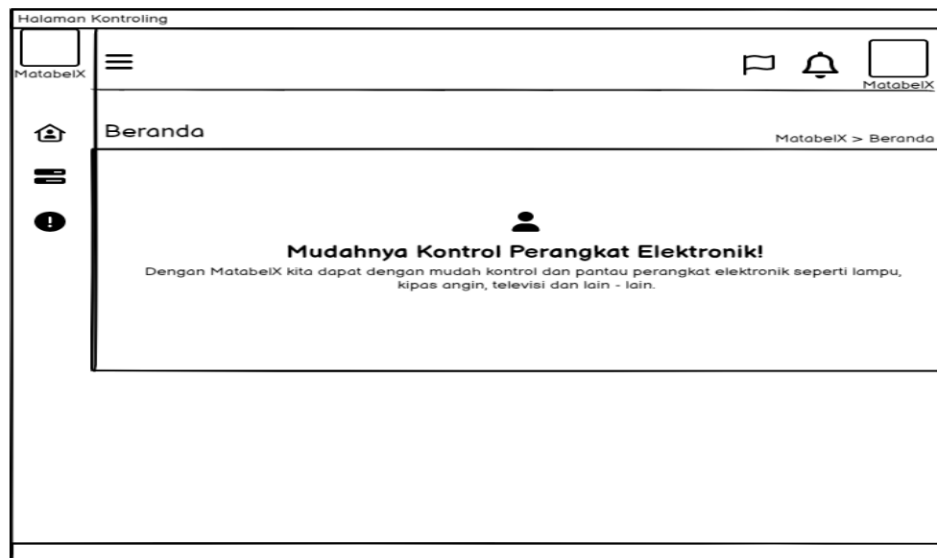 Halaman Kontroling
MatabelX
MatabelX
Beranda
MatabelX > Beranda
Mudahnya Kontrol Perangkat Elektronik!
Dengan MatabelX kita dapat dengan mudah kontrol dan pantau perangkat elektronik seperti lampu,
kipas angin, televisi dan lain - lain.